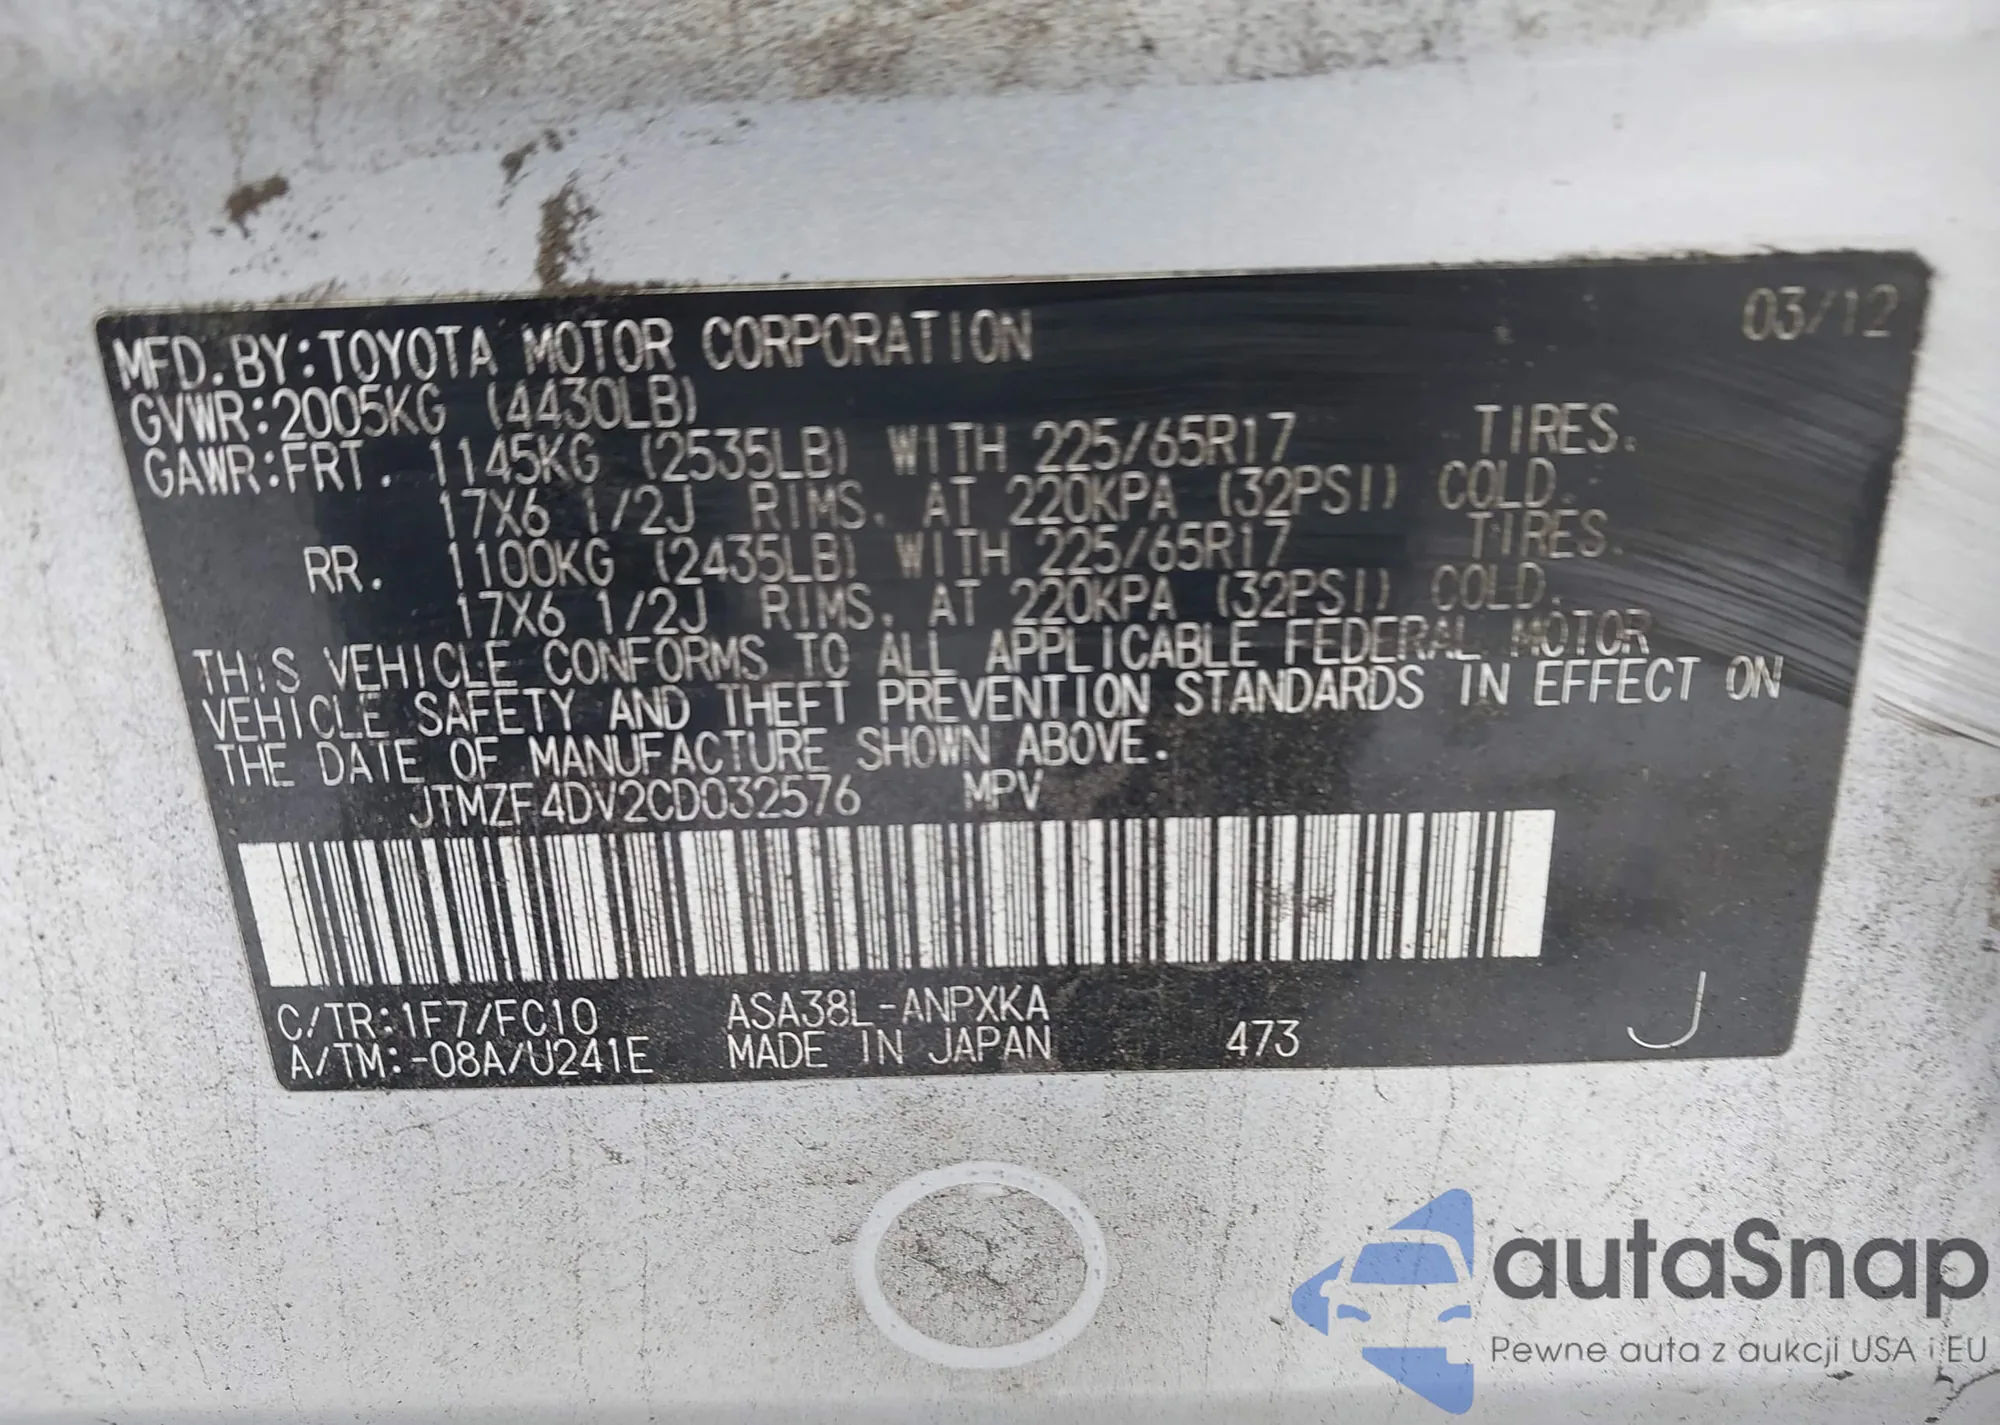 03/12
MFD.BY:TOYOTA MOTOR CORPORATION
GVWR:2005KG (4430LB)
GAWR:FRT. 1145KG (2535LB) WITH 225/65R17 TIRES.
17X6 1/2J RIMS. AT 220KPA (32PSI) COLD.
RR. 1100KG (2435LB) WITH 225/65R17 TIRES.
17X6 1/2J RIMS. AT 220KPA (32PSI) COLD.
THIS VEHICLE CONFORMS TO ALL APPLICABLE FEDERAL MOTOR
VEHICLE SAFETY AND THEFT PREVENTION STANDARDS IN EFFECT ON
THE DATE OF MANUFACTURE SHOWN ABOVE.
JTMZF4DV2CD032576 MPV
C/TR:1F7/FC10 ASA38L-ANPXKA
A/TM:-08A/U241E MADE IN JAPAN 473 J
autaSnap
Pewne auta z aukcji USA i EU